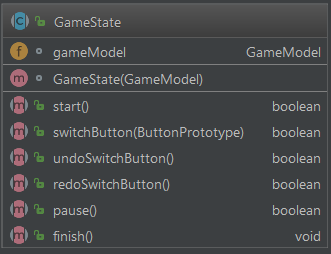 GameState
gameModel GameModel
GameState(GameModel)
start() boolean
switchButton(ButtonPrototype) boolean
undoSwitchButton() boolean
redoSwitchButton() boolean
pause() boolean
finish() void